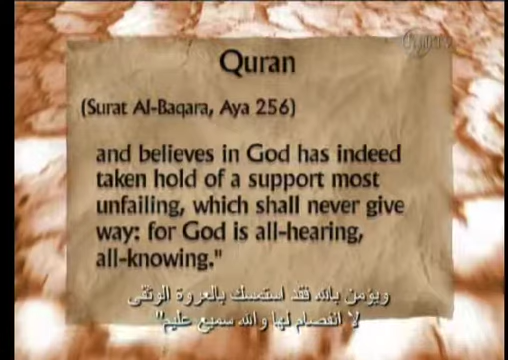 Quran
(Surat Al-Baqara, Aya 256)
and believes in God has indeed
taken hold of a support most
unfailing, which shall never give
way: for God is all-hearing,
all-knowing."
ويؤمن بالله فقد استمسك بالعروة الوثقى
لا انفصام لها والله سميع عليم"